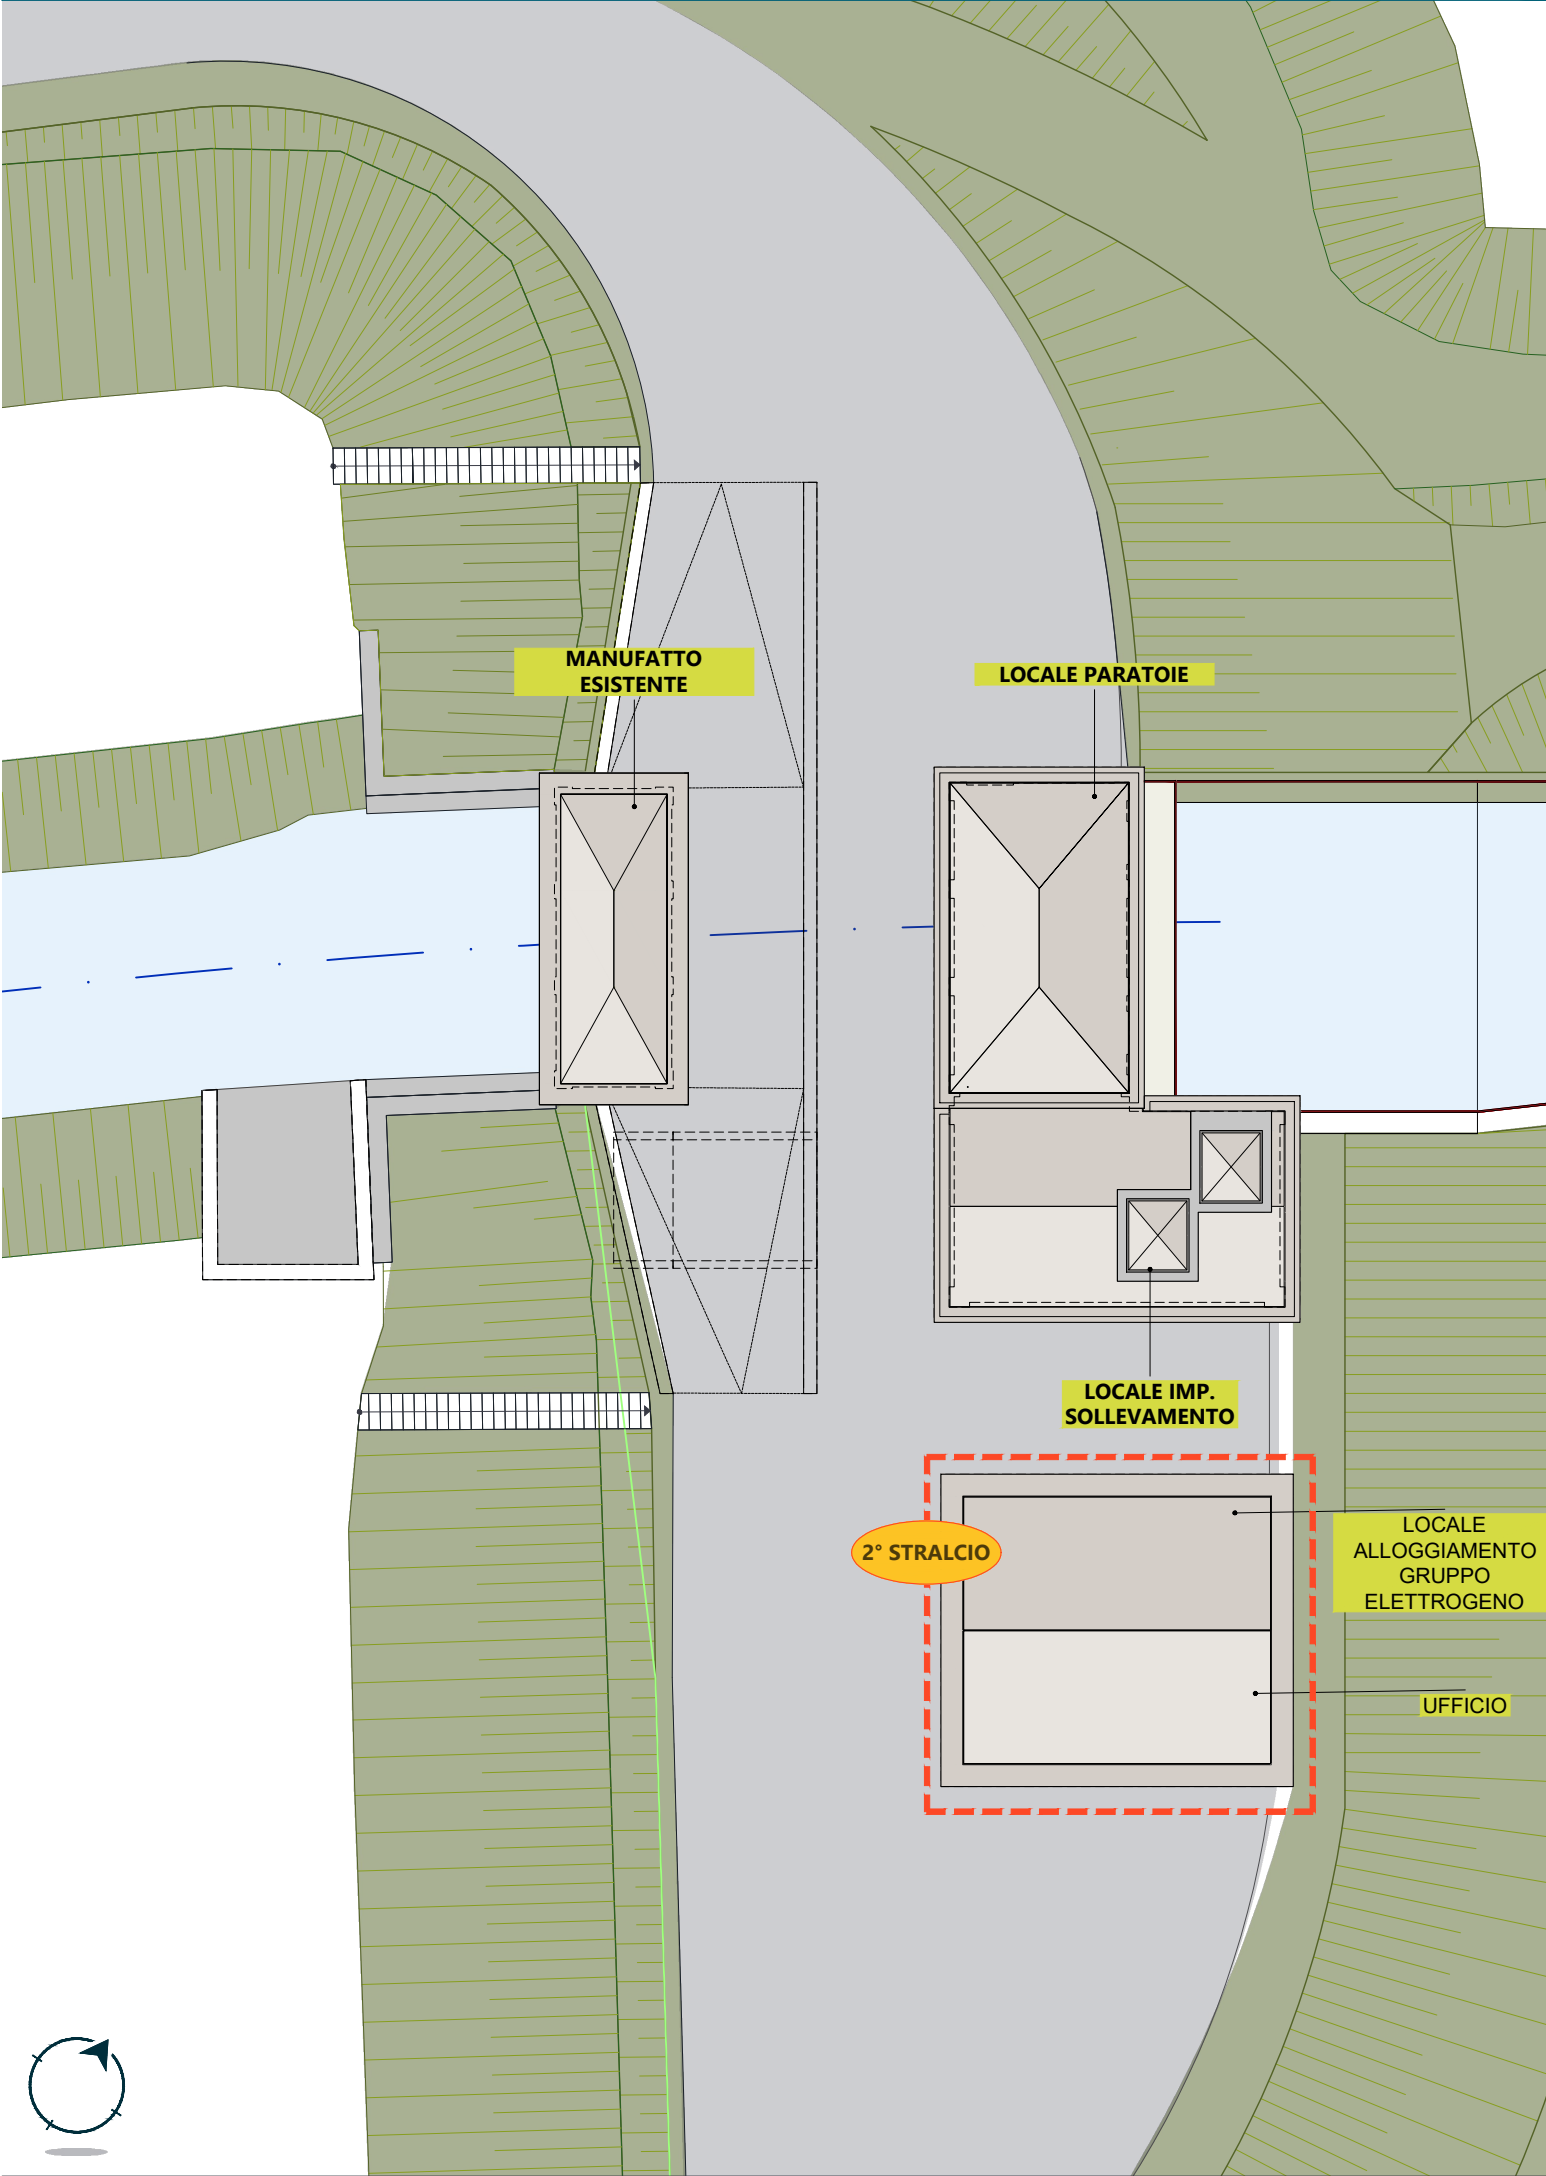 MANUFATTO
ESISTENTE
LOCALE PARATOIE
LOCALE IMP.
SOLLEVAMENTO
2° STRALCIO
LOCALE
ALLOGGIAMENTO
GRUPPO
ELETTROGENO
UFFICIO